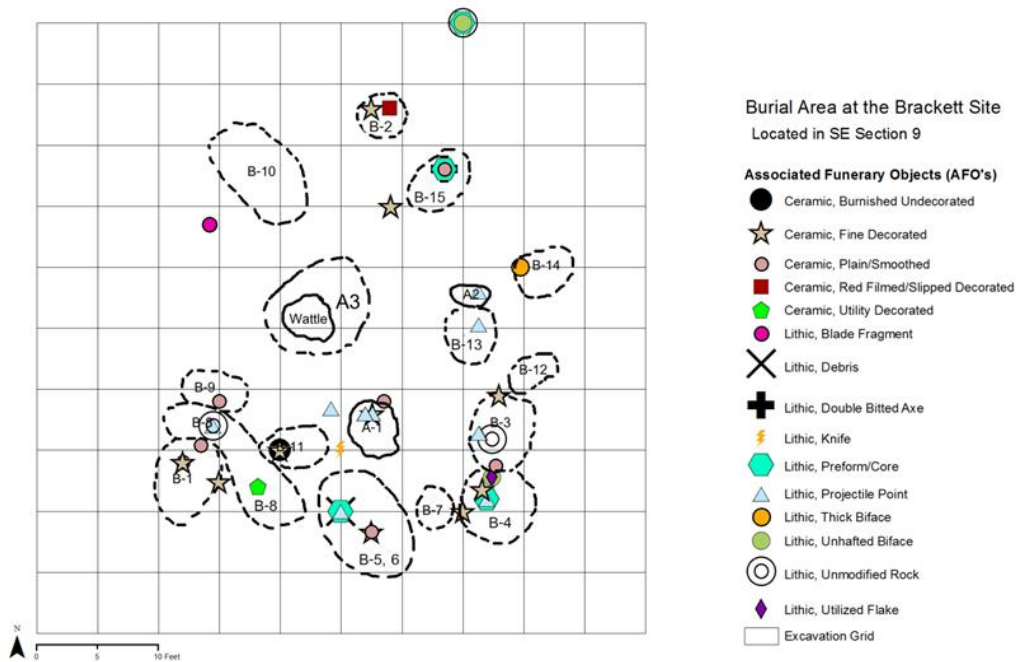 Burial Area at the Brackett Site
Located in SE Section 9
Associated Funerary Objects (AFO's)
Ceramic, Burnished Undecorated
Ceramic, Fine Decorated
Ceramic, Plain/Smoothed
Ceramic, Red Filmed/Slipped Decorated
Ceramic, Utility Decorated
Lithic, Blade Fragment
Lithic, Debris
Lithic, Double Bitted Axe
Lithic, Knife
Lithic, Preform/Core
Lithic, Projectile Point
Lithic, Thick Biface
Lithic, Unhafted Biface
Lithic, Unmodified Rock
Lithic, Utilized Flake
Excavation Grid
B-2
B-10
B-15
B-14
A2
A3
Wattle
B-13
B-12
B-9
B-8
A-1
B-3
11
B-1
B-8
B-7
B-4
B-5, 6
N
0 5 10 Feet